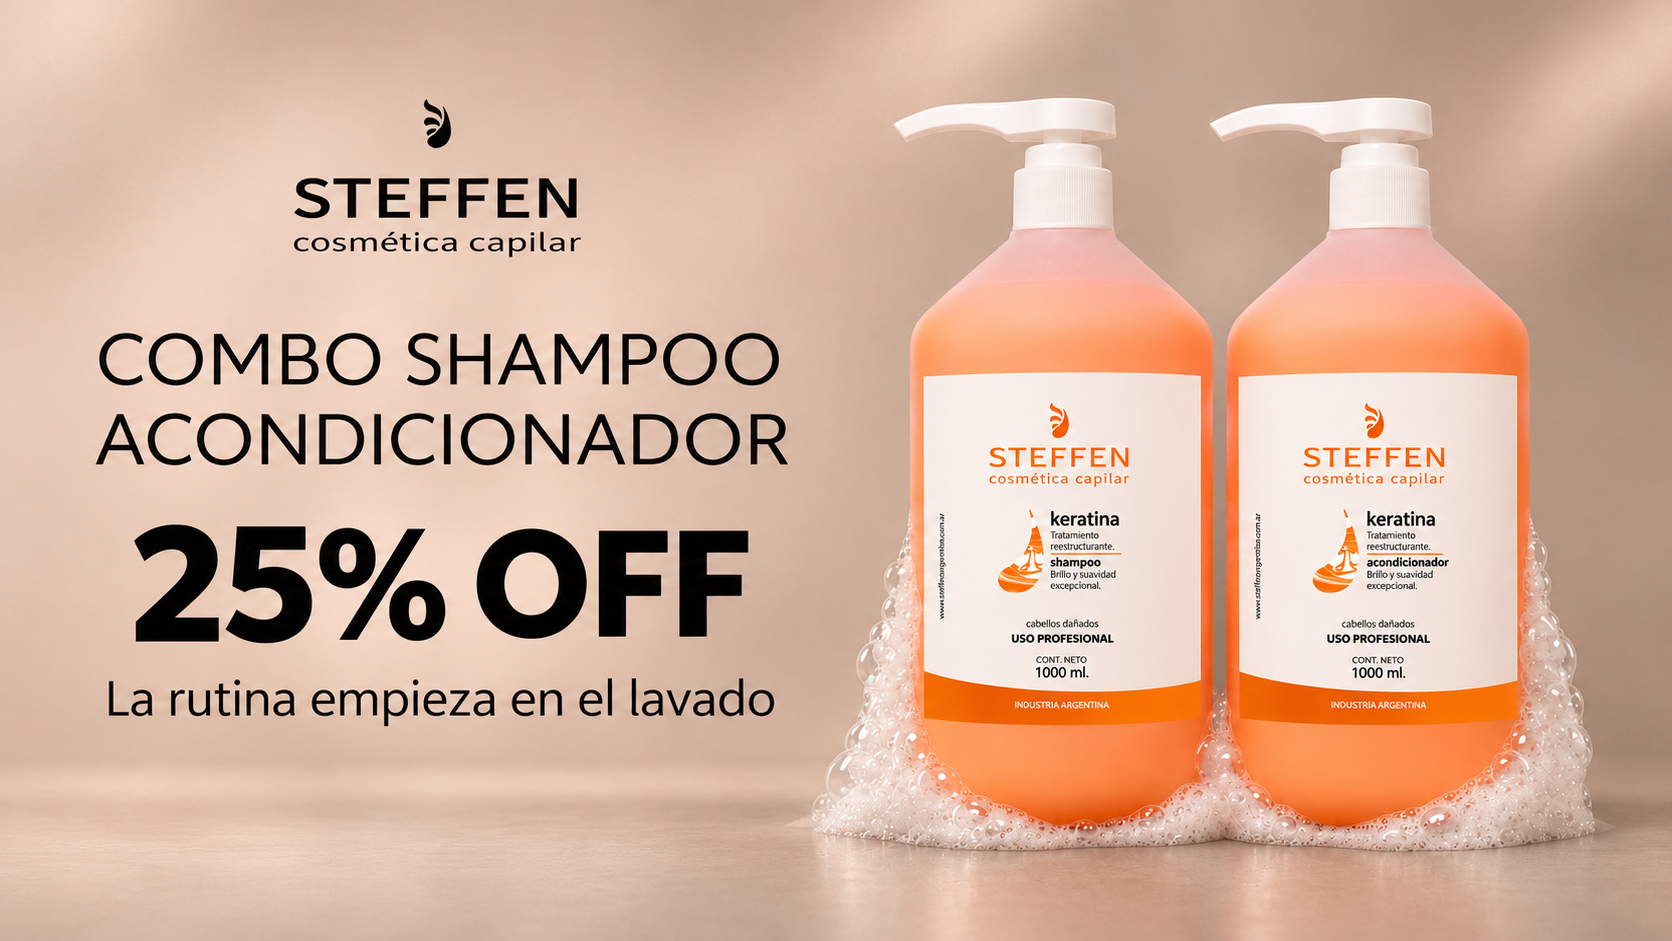 STEFFEN
cosmética capilar
COMBO SHAMPOO
ACONDICIONADOR
25% OFF
La rutina empieza en el lavado
STEFFEN
cosmética capilar
keratina
Tratamiento
reestructurante.
shampoo
Brillo y suavidad
excepcional.
cabellos dañados
USO PROFESIONAL
CONT. NETO
1000 ml.
INDUSTRIA ARGENTINA
STEFFEN
cosmética capilar
keratina
Tratamiento
reestructurante.
acondicionador
Brillo y suavidad
excepcional.
cabellos dañados
USO PROFESIONAL
CONT. NETO
1000 ml.
INDUSTRIA ARGENTINA